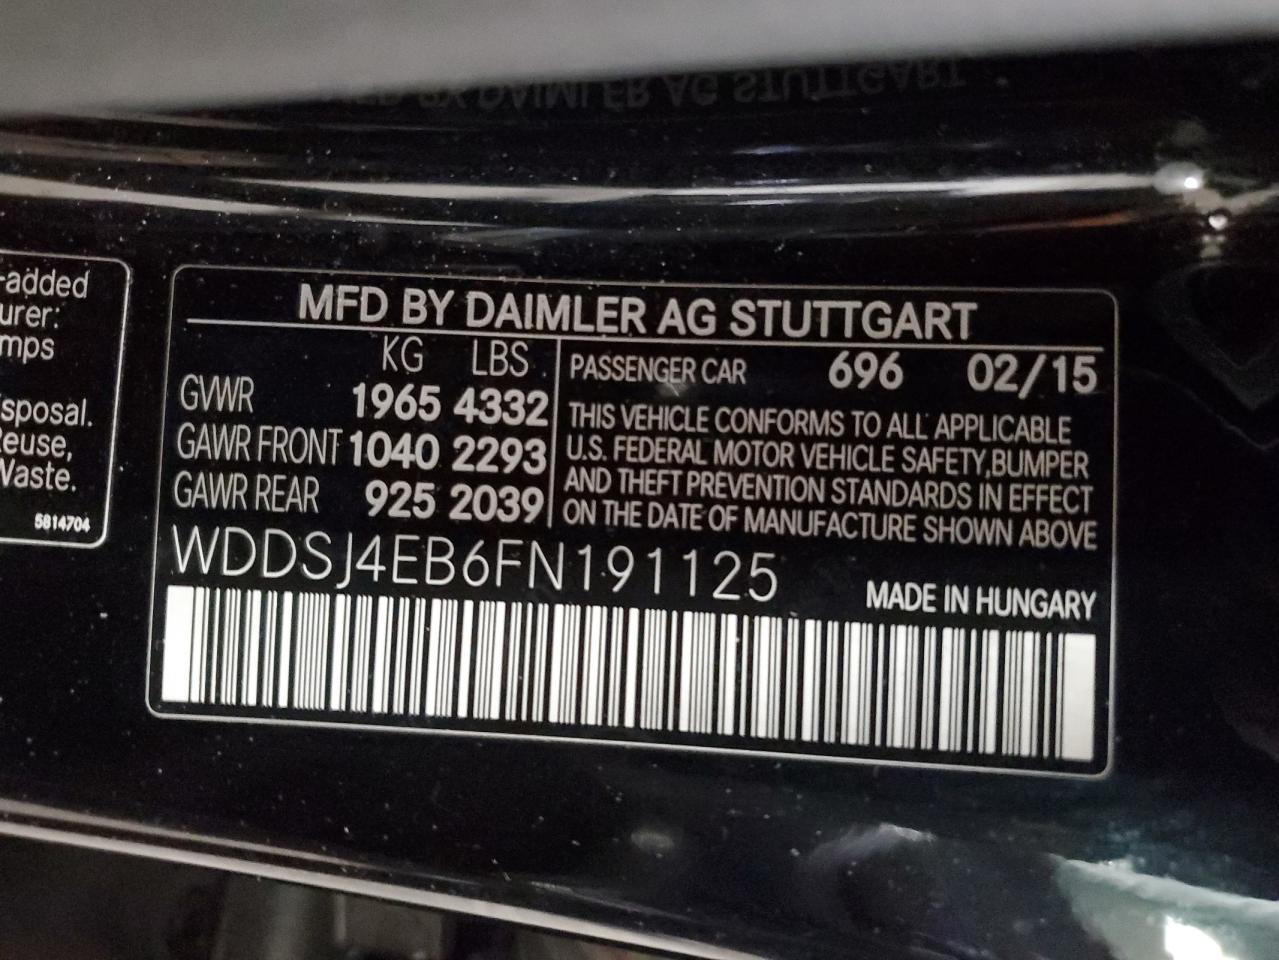 -added
urer:
mps
sposal.
euse,
Waste.
5814704
MFD BY DAIMLER AG STUTTGART
KG LBS
GVWR 1965 4332
GAWR FRONT 1040 2293
GAWR REAR 925 2039
PASSENGER CAR 696 02/15
THIS VEHICLE CONFORMS TO ALL APPLICABLE
U.S. FEDERAL MOTOR VEHICLE SAFETY,BUMPER
AND THEFT PREVENTION STANDARDS IN EFFECT
ON THE DATE OF MANUFACTURE SHOWN ABOVE
WDDSJ4EB6FN191125
MADE IN HUNGARY